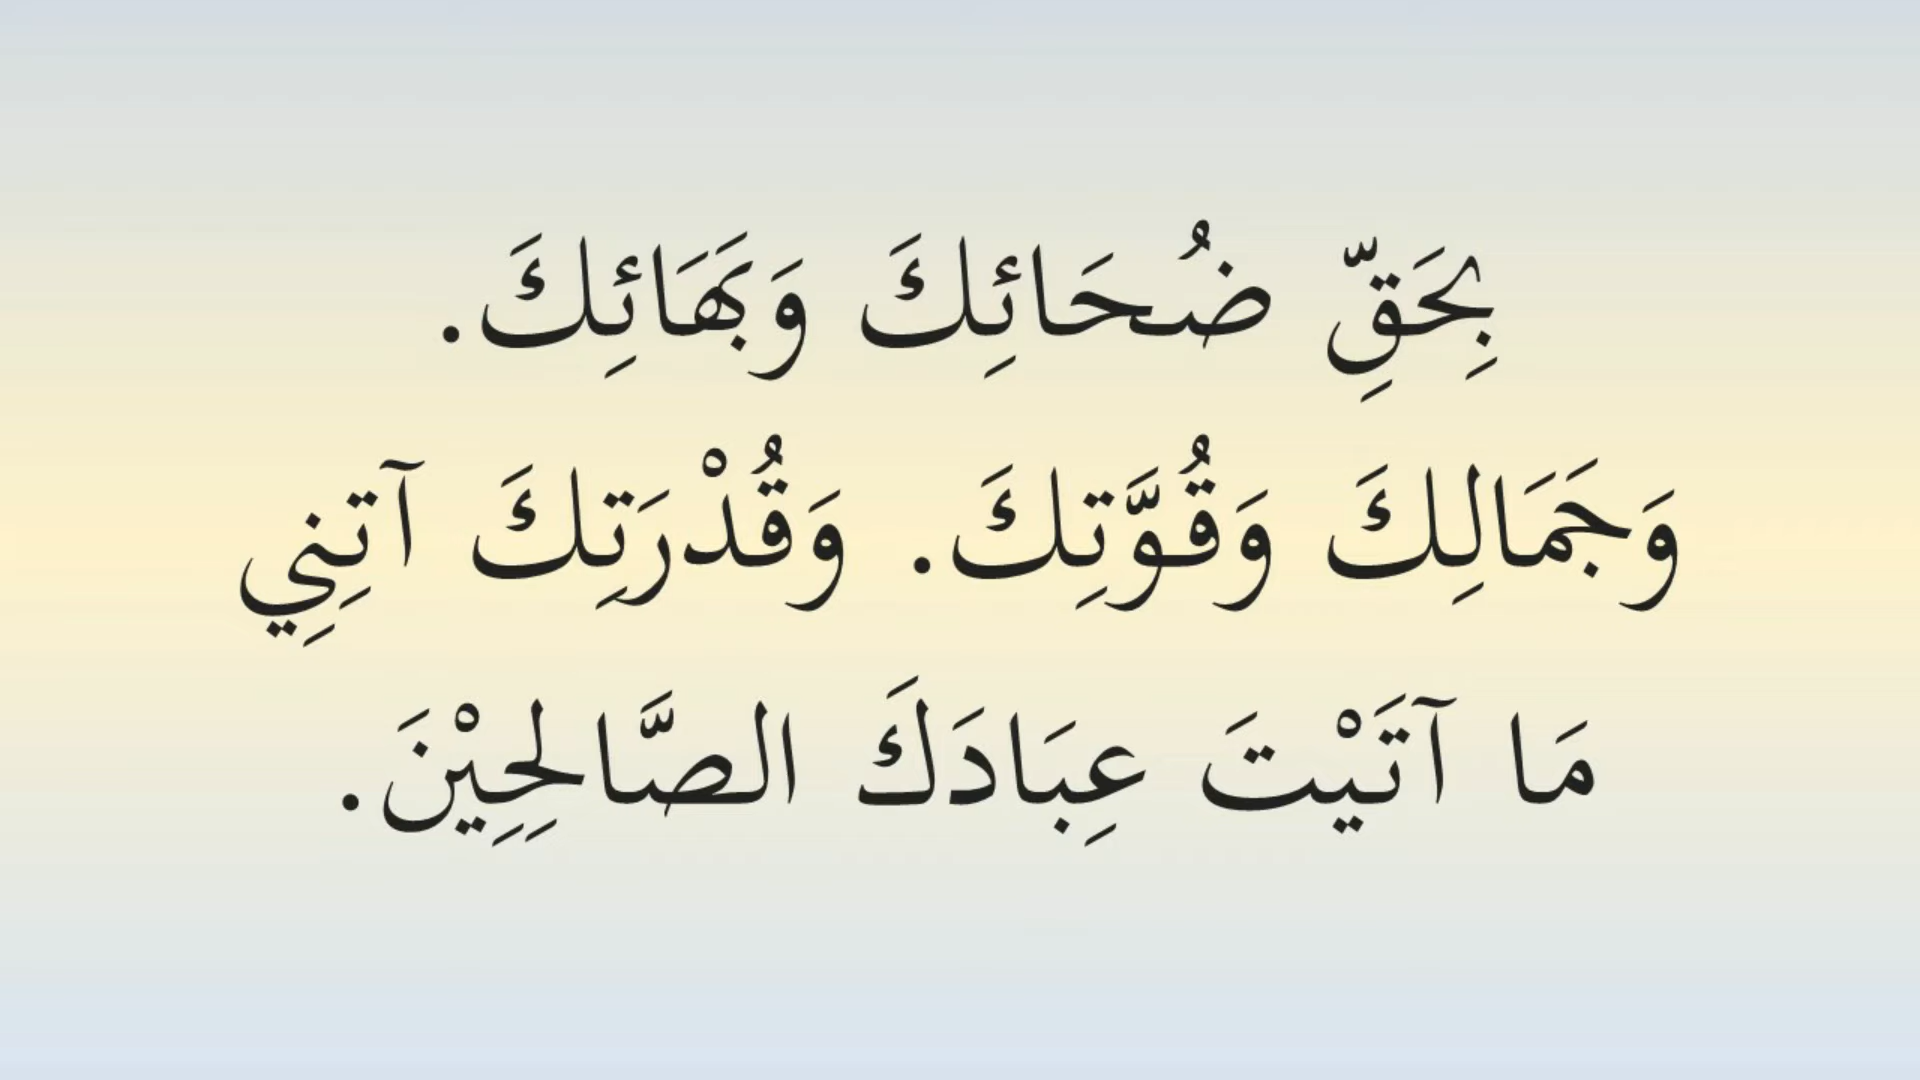 بِحَقِّ ضُحَائِكَ وَبَهَائِكَ.
وَجَمَالِكَ وَقُوَّتِكَ. وَقُدْرَتِكَ آتِنِي
مَا آتَيْتَ عِبَادَكَ الصَّالِحِيْنَ.